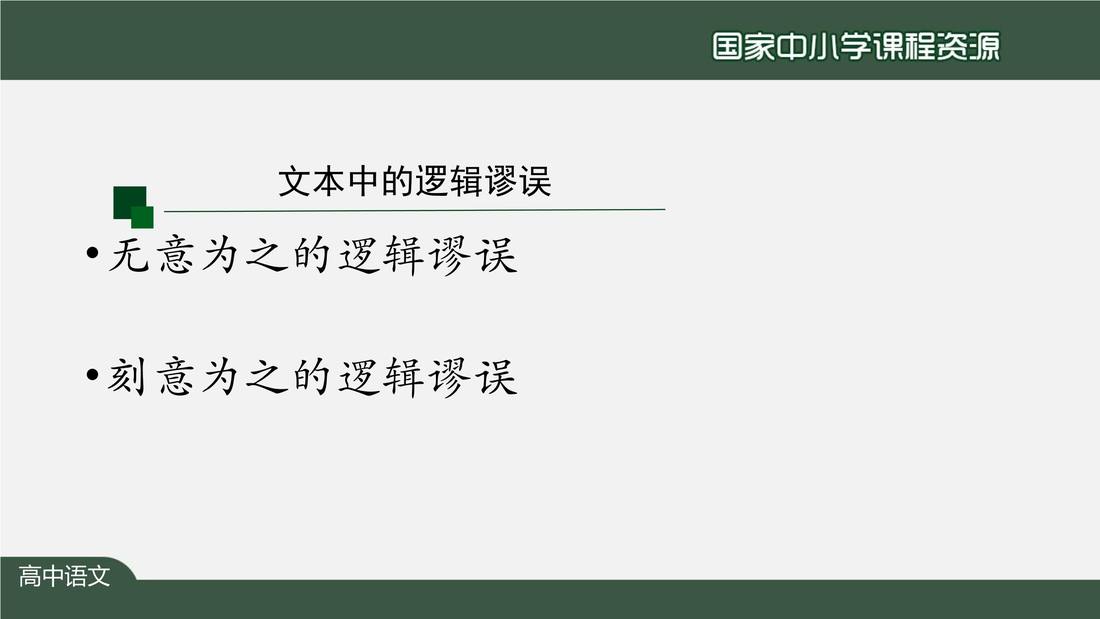 国家中小学课程资源
文本中的逻辑谬误
•无意为之的逻辑谬误
•刻意为之的逻辑谬误
高中语文